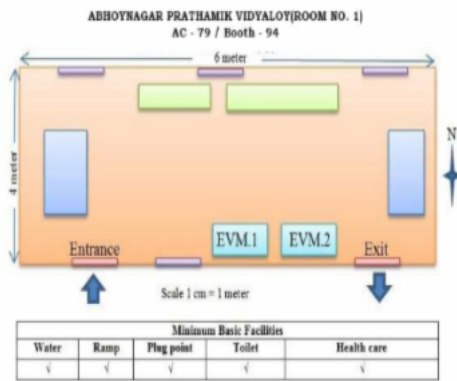 ABHOYNAGAR PRATHAMIK VIDYALOY(ROOM NO. 1)
AC - 79 / Booth - 94
6 meter
4 meter
N
EVM.1 EVM.2
Entrance Exit
Scale 1 cm = 1 meter
Minimum Basic Facilities
Water Ramp Plug point Toilet Health care
√ √ √ √ √